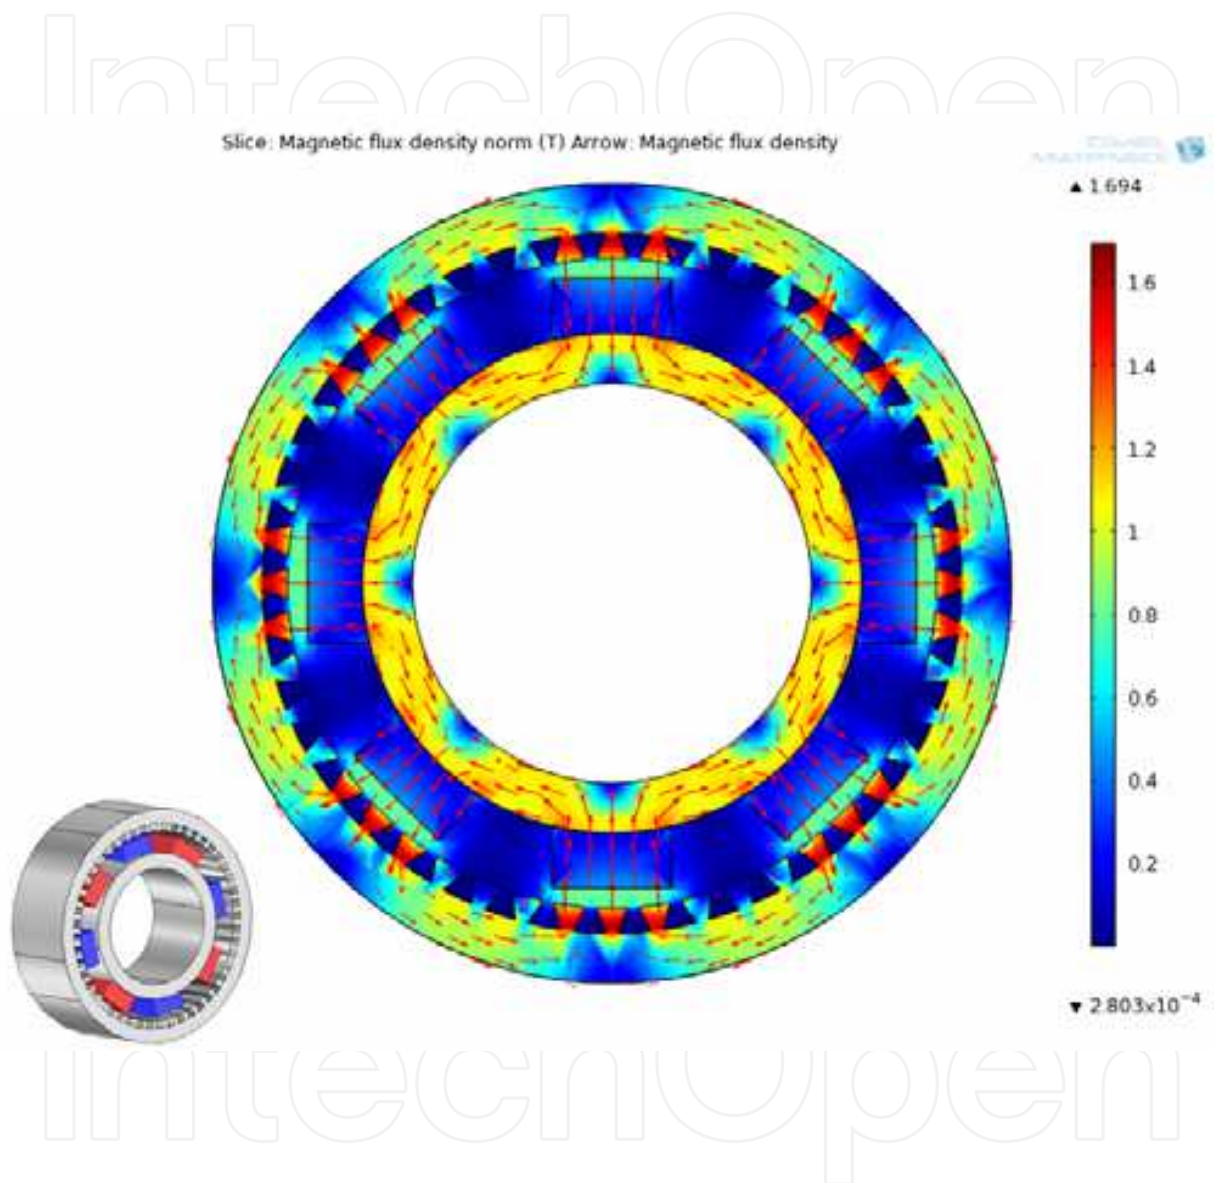 IntechOpen
Slice: Magnetic flux density norm (T) Arrow: Magnetic flux density
▲ 1.694
1.6
1.4
1.2
1
0.8
0.6
0.4
0.2
▼ 2.803x10⁻⁴
IntechOpen